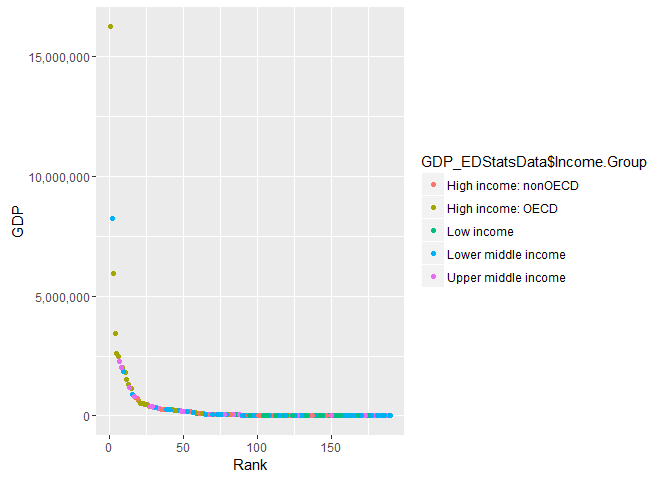 15,000,000
10,000,000
5,000,000
0
GDP
0 50 100 150
Rank
GDP_EDStatsData$Income.Group
High income: nonOECD
High income: OECD
Low income
Lower middle income
Upper middle income